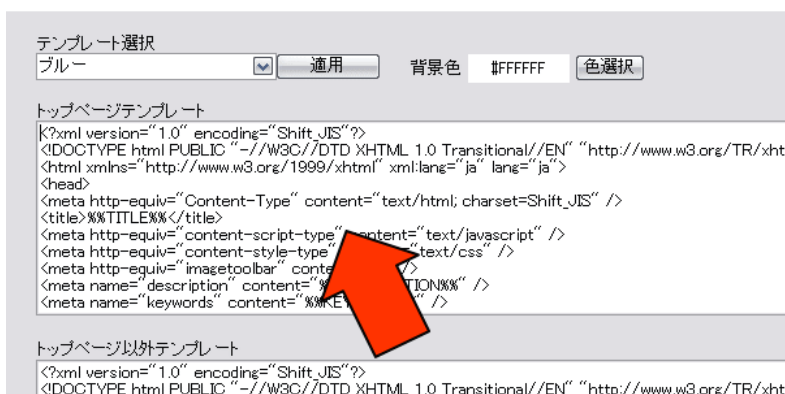 テンプレート選択
ブルー 適用 背景色 #FFFFFF 色選択
トップページテンプレート
<?xml version="1.0" encoding="Shift_JIS"?>
<!DOCTYPE html PUBLIC "-//W3C//DTD XHTML 1.0 Transitional//EN" "http://www.w3.org/TR/xht
<html xmlns="http://www.w3.org/1999/xhtml" xml:lang="ja" lang="ja">
<head>
<meta http-equiv="Content-Type" content="text/html; charset=Shift_JIS" />
<title>%%TITLE%%</title>
<meta http-equiv="content-script-type" content="text/javascript" />
<meta http-equiv="content-style-type" "text/css" />
<meta http-equiv="imagetoolbar" />
<meta name="description" content="% TION%%" />
<meta name="keywords" content="%%KE " />
トップページ以外テンプレート
<?xml version="1.0" encoding="Shift_JIS"?>
<!DOCTYPE html PUBLIC "-//W3C//DTD XHTML 1.0 Transitional//EN" "http://www.w3.org/TR/xht